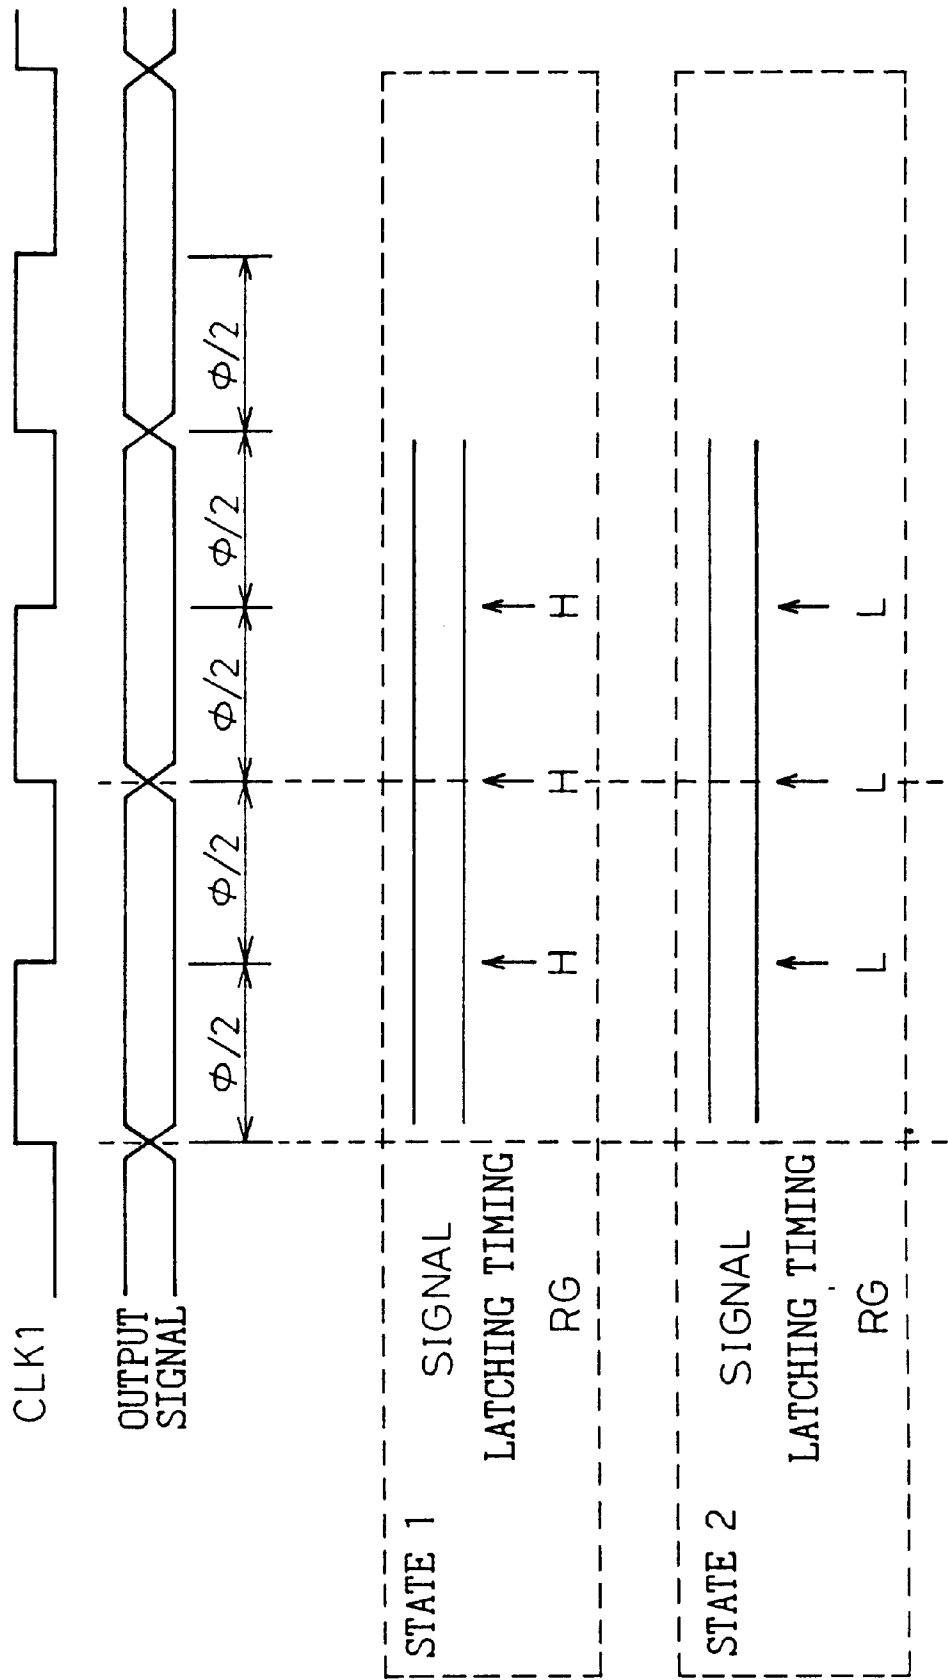 CLK1
OUTPUT
SIGNAL
Φ/2 Φ/2 Φ/2 Φ/2 Φ/2
STATE 1
SIGNAL
LATCHING TIMING
RG H H H
STATE 2
SIGNAL
LATCHING TIMING
RG L L L